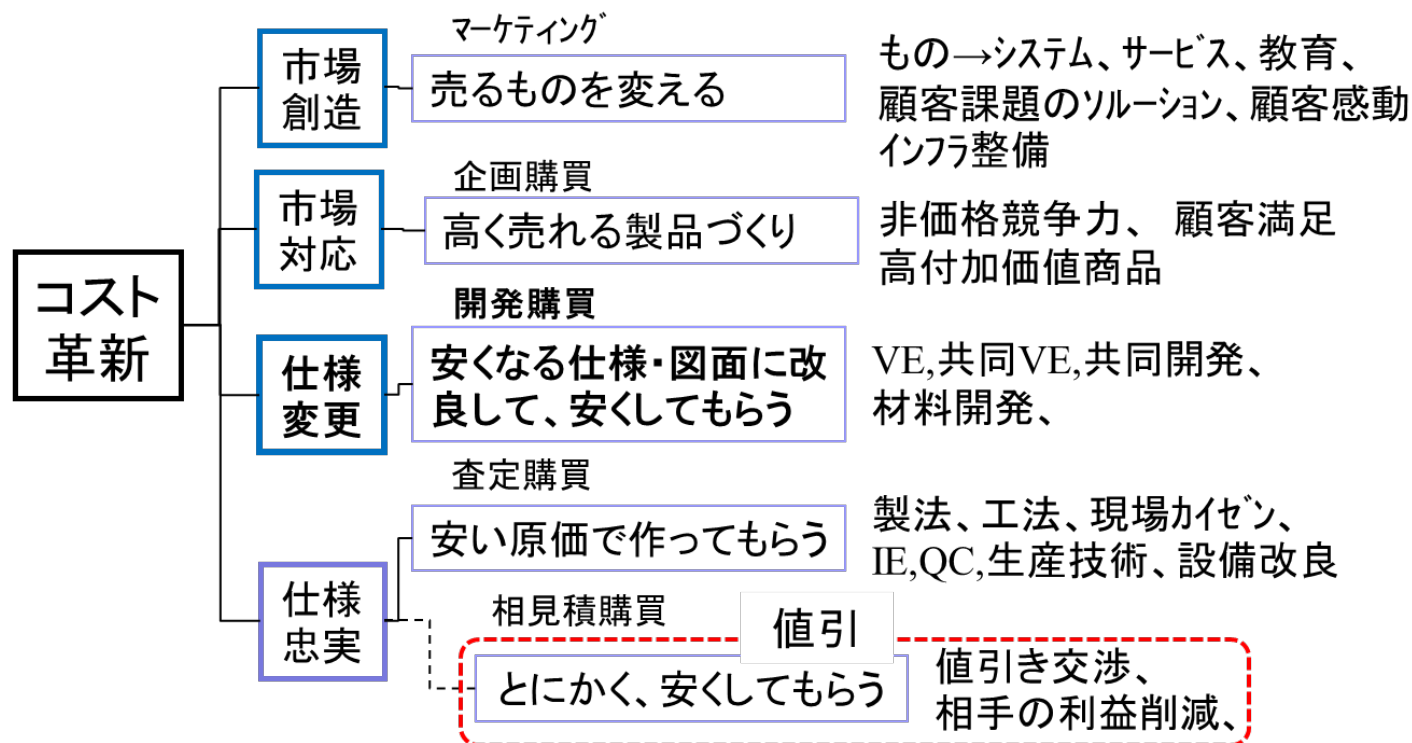 コスト
革新
市場
創造
マーケティング
売るものを変える
もの→システム、サービス、教育、
顧客課題のソルーション、顧客感動
インフラ整備
市場
対応
企画購買
高く売れる製品づくり
非価格競争力、 顧客満足
高付加価値商品
仕様
変更
開発購買
安くなる仕様・図面に改
良して、安くしてもらう
VE,共同VE,共同開発、
材料開発、
仕様
忠実
査定購買
安い原価で作ってもらう
製法、工法、現場カイゼン、
IE,QC,生産技術、設備改良
相見積購買
値引
とにかく、安くしてもらう
値引き交渉、
相手の利益削減、